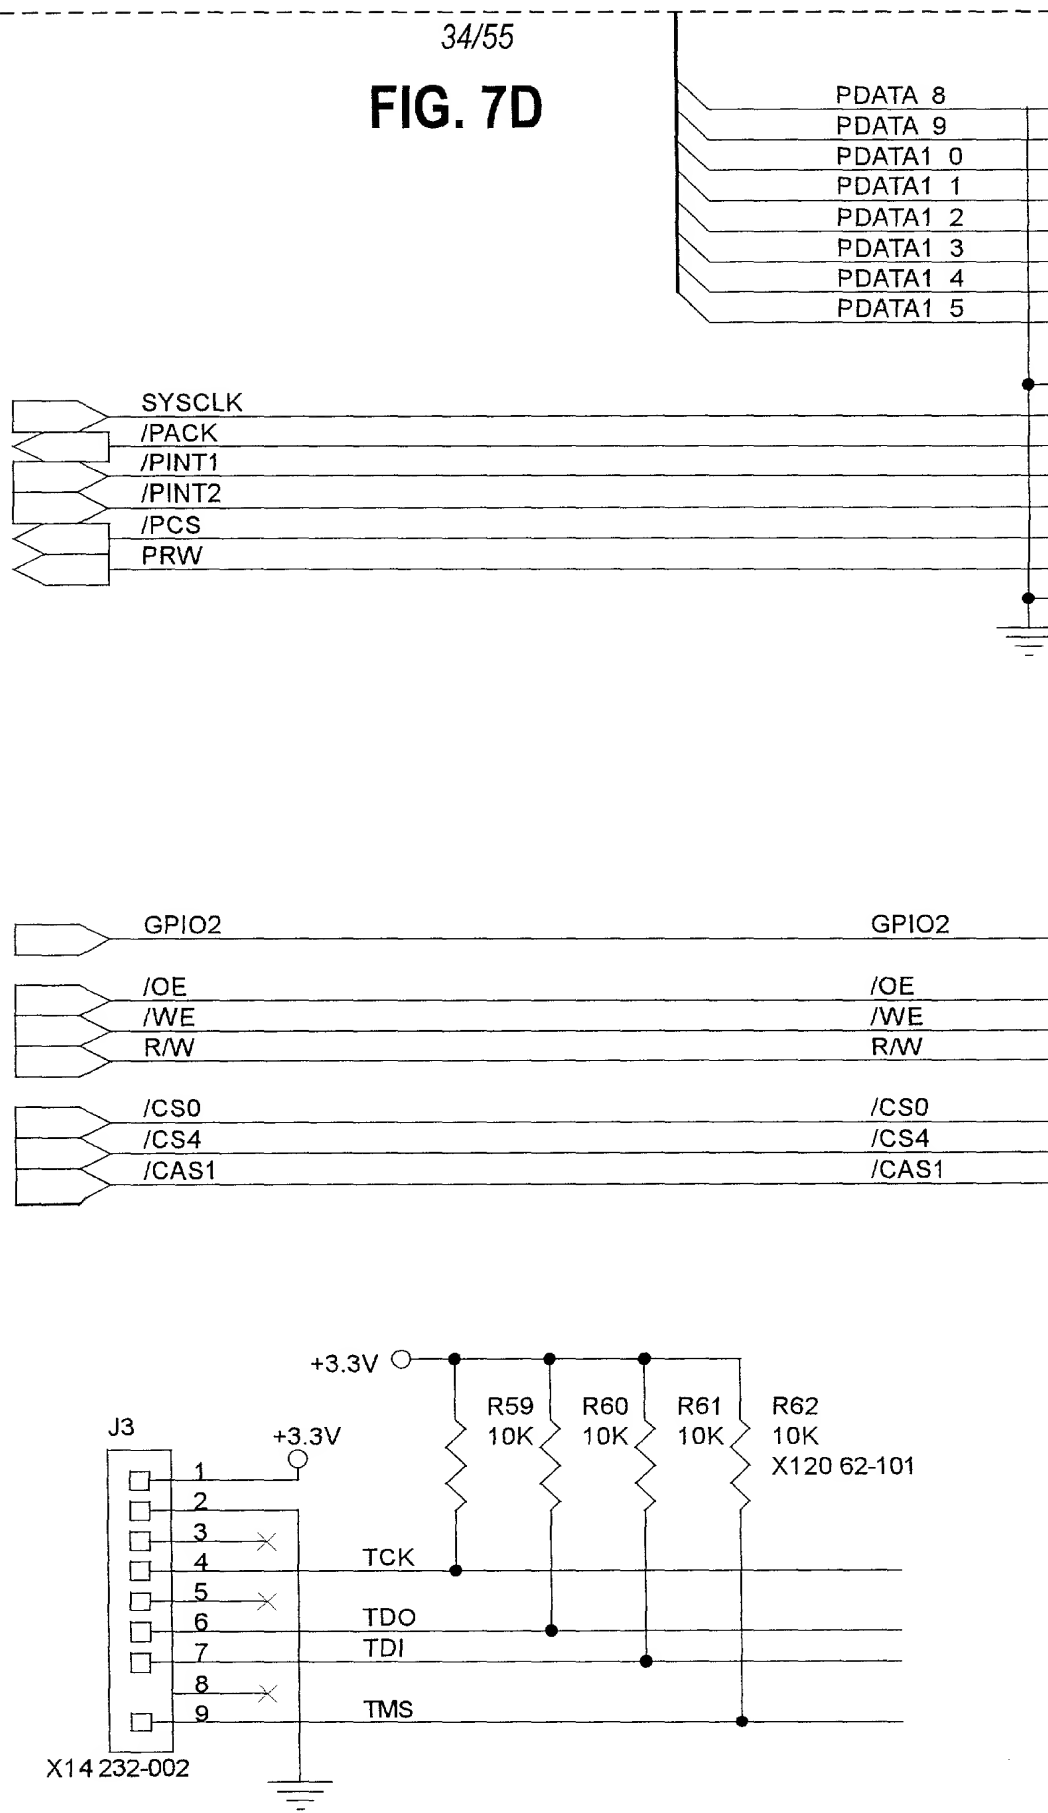 34/55
FIG. 7D
PDATA 8
PDATA 9
PDATA1 0
PDATA1 1
PDATA1 2
PDATA1 3
PDATA1 4
PDATA1 5
SYSCLK
/PACK
/PINT1
/PINT2
/PCS
PRW
GPIO2 GPIO2
/OE /OE
/WE /WE
R/W R/W
/CS0 /CS0
/CS4 /CS4
/CAS1 /CAS1
+3.3V
R59 R60 R61 R62
10K 10K 10K 10K
X120 62-101
J3
+3.3V
1
2
3
4 TCK
5
6 TDO
7 TDI
8
9 TMS
X14 232-002